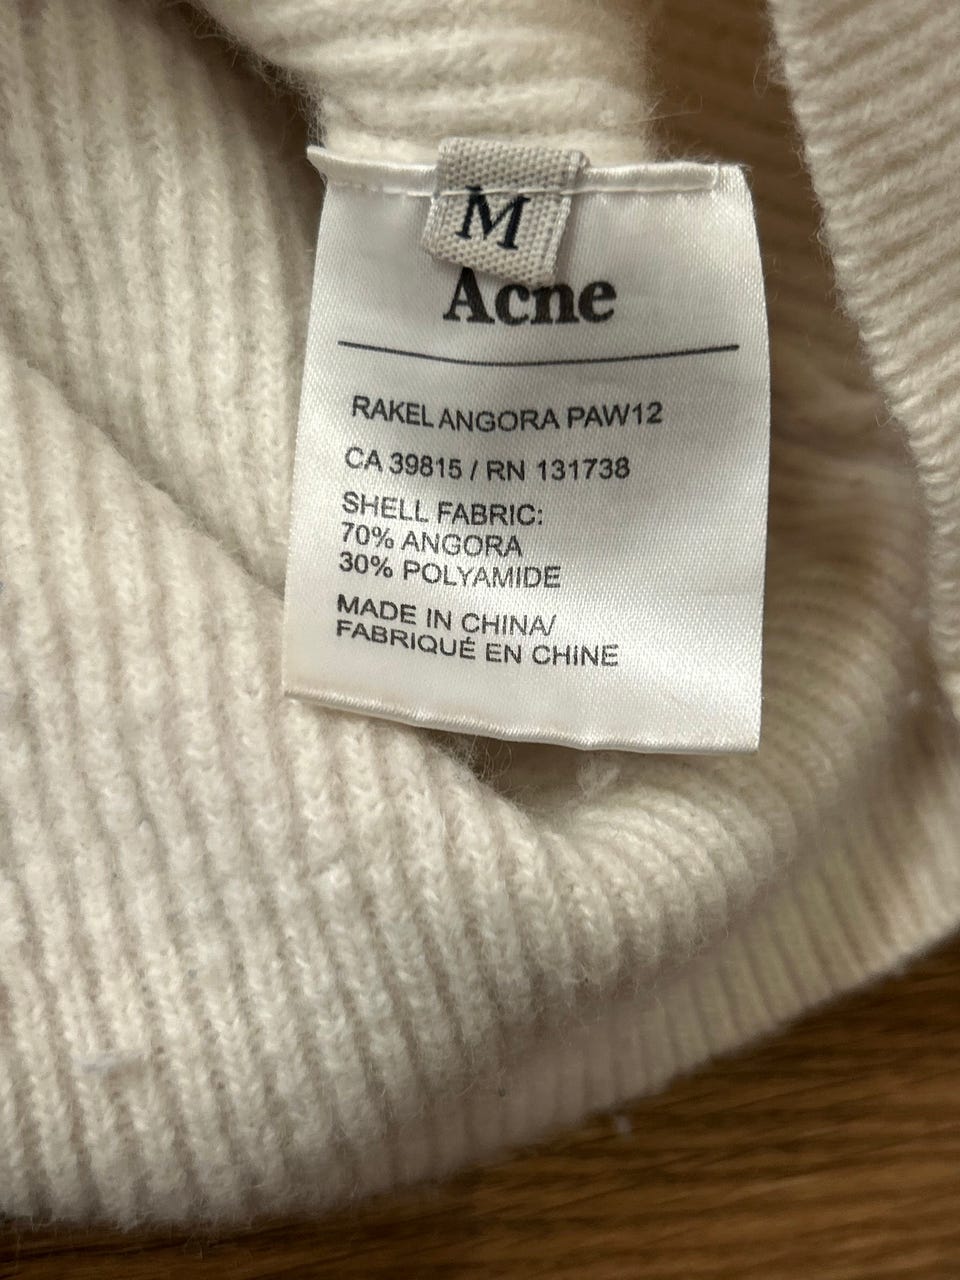 M
Acne
RAKEL ANGORA PAW12
CA 39815 / RN 131738
SHELL FABRIC:
70% ANGORA
30% POLYAMIDE
MADE IN CHINA/
FABRIQUÉ EN CHINE